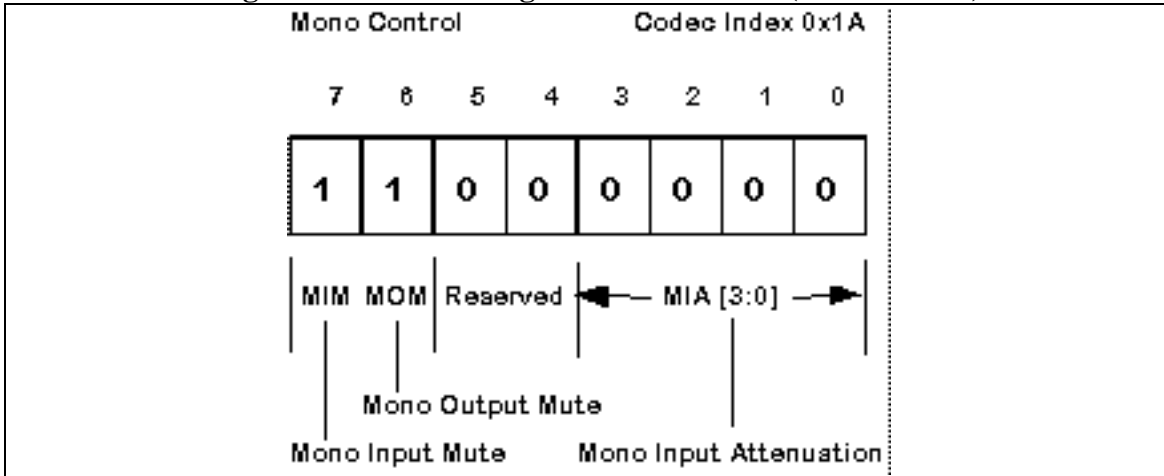 Mono Control Codec Index 0x1A
7 6 5 4 3 2 1 0
1 1 0 0 0 0 0 0
MIM MOM Reserved MIA [3:0]
Mono Output Mute
Mono Input Mute Mono Input Attenuation